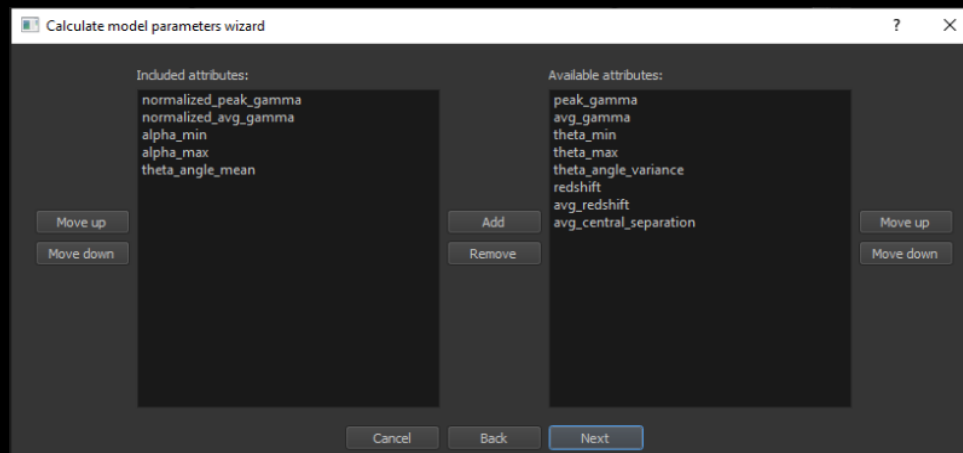 Calculate model parameters wizard
?
Included attributes:
normalized_peak_gamma
normalized_avg_gamma
alpha_min
alpha_max
theta_angle_mean
Move up
Move down
Add
Remove
Available attributes:
peak_gamma
avg_gamma
theta_min
theta_max
theta_angle_variance
redshift
avg_redshift
avg_central_separation
Move up
Move down
Cancel
Back
Next